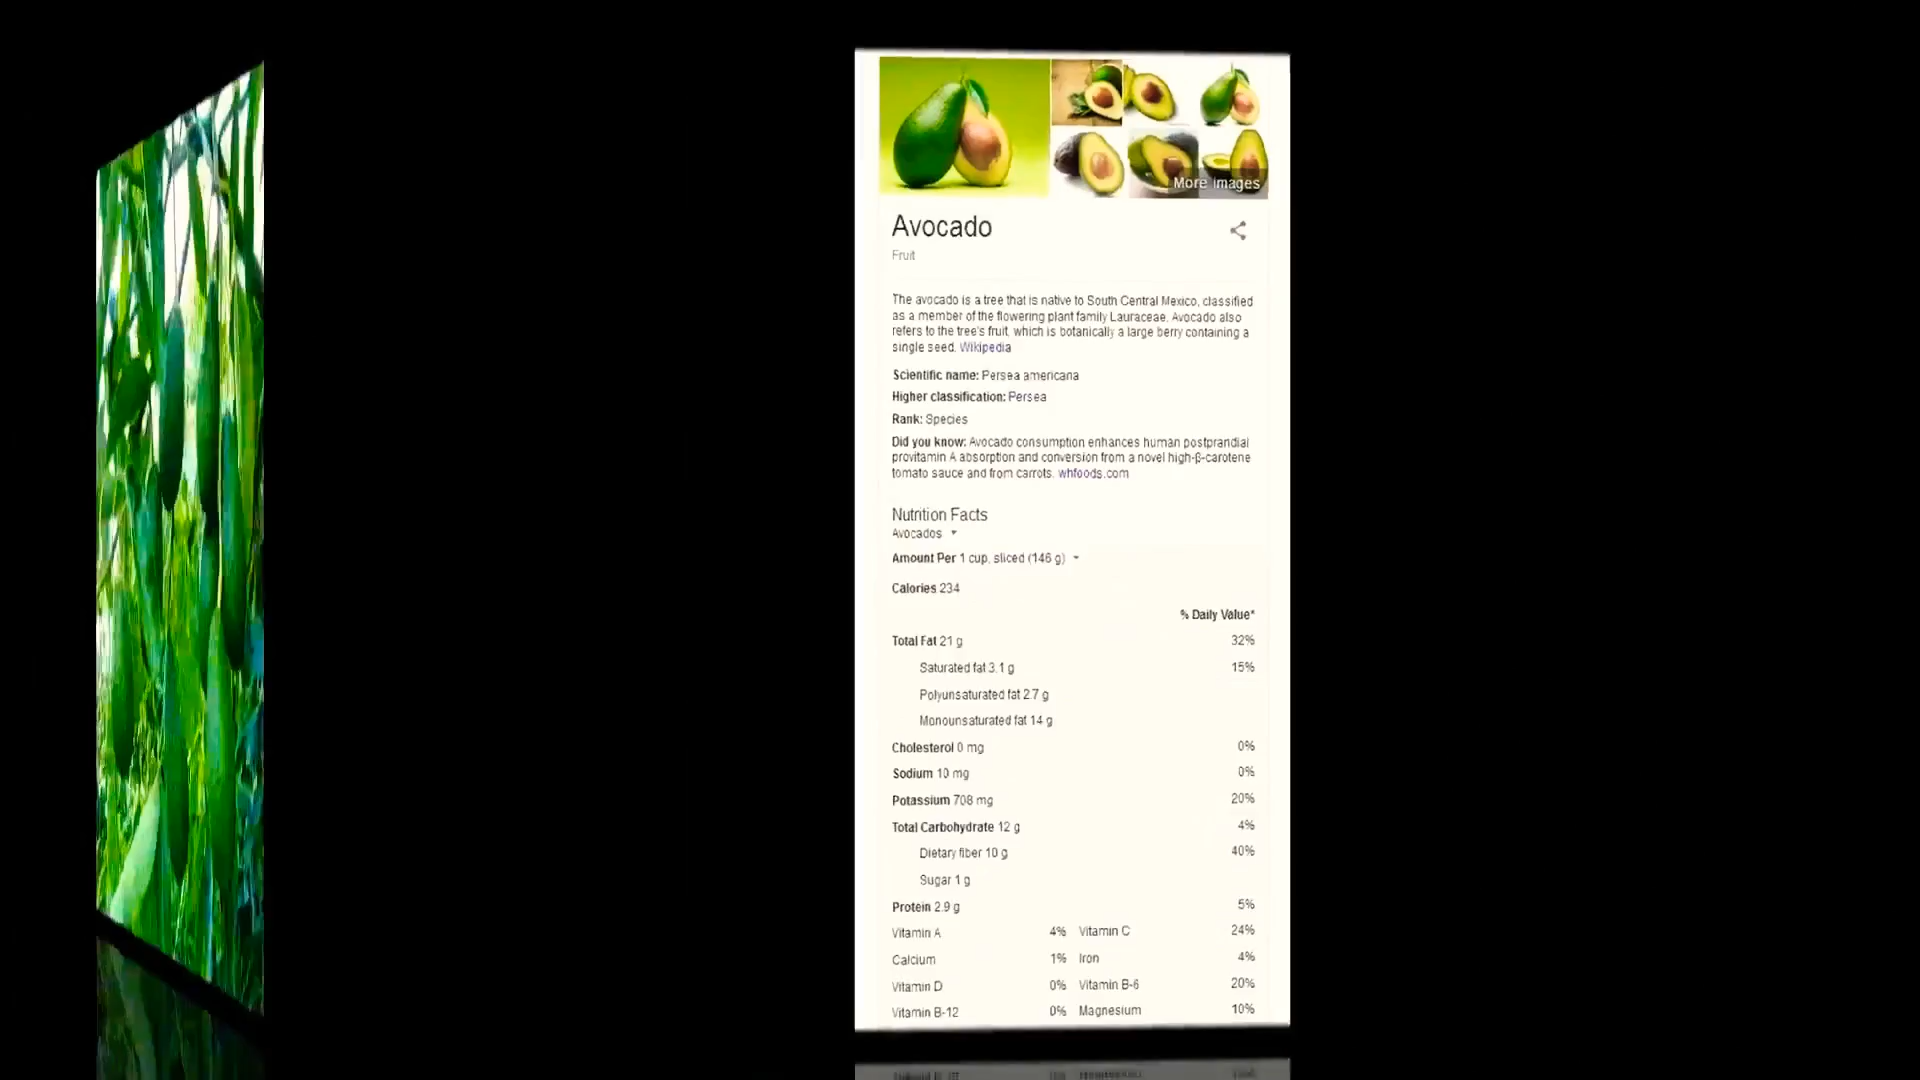 More images
Avocado
Fruit
The avocado is a tree that is native to South Central Mexico, classified
as a member of the flowering plant family Lauraceae. Avocado also
refers to the tree's fruit, which is botanically a large berry containing a
single seed. Wikipedia
Scientific name: Persea americana
Higher classification: Persea
Rank: Species
Did you know: Avocado consumption enhances human postprandial
provitamin A absorption and conversion from a novel high-β-carotene
tomato sauce and from carrots. whfoods.com
Nutrition Facts
Avocados
Amount Per 1 cup, sliced (146 g)
Calories 234
% Daily Value*
Total Fat 21 g 32%
Saturated fat 3.1 g 15%
Polyunsaturated fat 2.7 g
Monounsaturated fat 14 g
Cholesterol 0 mg 0%
Sodium 10 mg 0%
Potassium 708 mg 20%
Total Carbohydrate 12 g 4%
Dietary fiber 10 g 40%
Sugar 1 g
Protein 2.9 g 5%
Vitamin A 4% Vitamin C 24%
Calcium 1% Iron 4%
Vitamin D 0% Vitamin B-6 20%
Vitamin B-12 0% Magnesium 10%